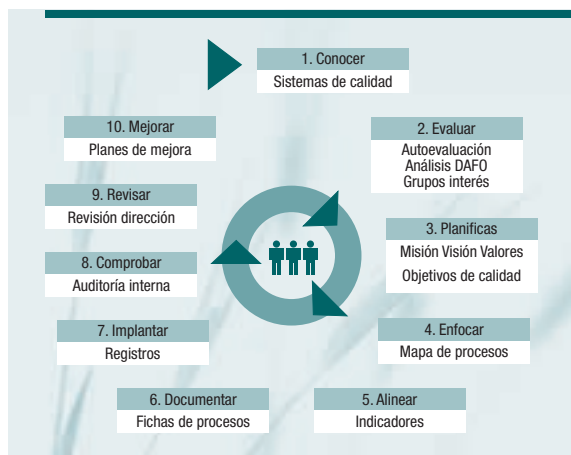 1. Conocer
Sistemas de calidad
2. Evaluar
Autoevaluación
Análisis DAFO
Grupos interés
3. Planificas
Misión Visión Valores
Objetivos de calidad
4. Enfocar
Mapa de procesos
5. Alinear
Indicadores
6. Documentar
Fichas de procesos
7. Implantar
Registros
8. Comprobar
Auditoría interna
9. Revisar
Revisión dirección
10. Mejorar
Planes de mejora